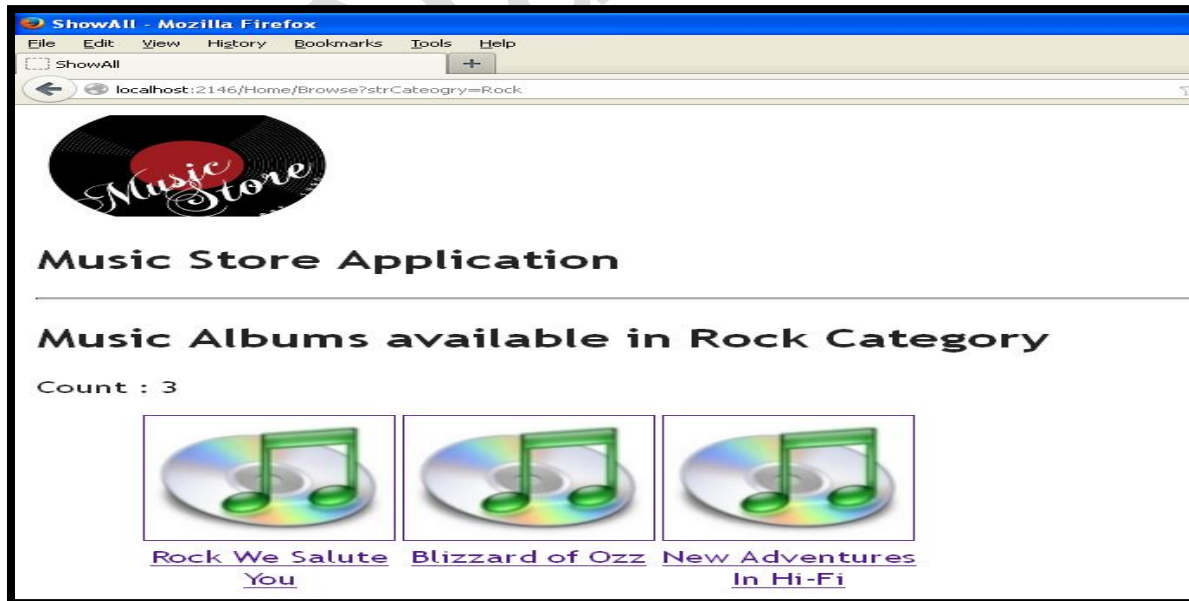 ShowAll - Mozilla Firefox
File Edit View History Bookmarks Tools Help
ShowAll +
localhost:2146/Home/Browse?strCateogry=Rock
Music
Store
Music Store Application
Music Albums available in Rock Category
Count : 3
Rock We Salute You
Blizzard of Ozz
New Adventures In Hi-Fi